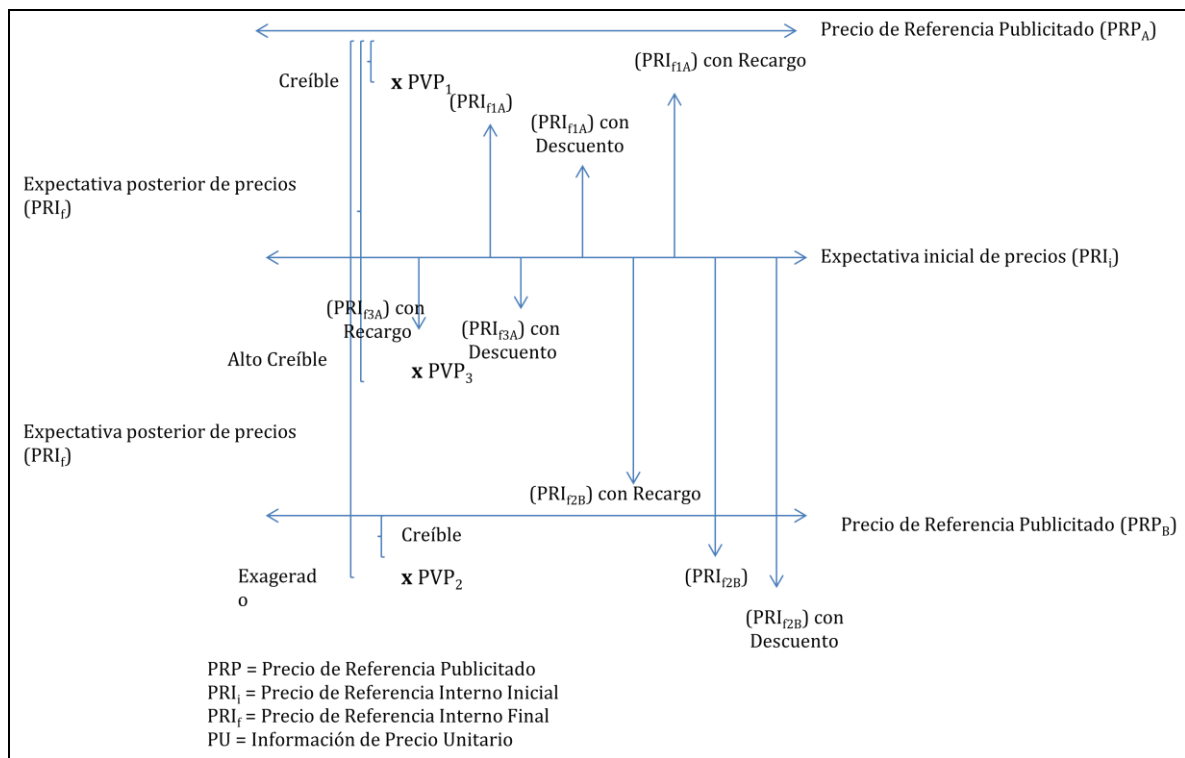 Precio de Referencia Publicitado (PRPA)
(PRIf1A) con Recargo
Creíble
x PVP1
(PRIf1A)
(PRIf1A) con
Descuento
Expectativa posterior de precios
(PRIf)
Expectativa inicial de precios (PRIi)
(PRIf3A) con
Recargo
(PRIf3A) con
Descuento
Alto Creíble
x PVP3
Expectativa posterior de precios
(PRIf)
(PRIf2B) con Recargo
Precio de Referencia Publicitado (PRPB)
Creíble
Exagerad
o
x PVP2
(PRIf2B)
(PRIf2B) con
Descuento
PRP = Precio de Referencia Publicitado
PRIi = Precio de Referencia Interno Inicial
PRIf = Precio de Referencia Interno Final
PU = Información de Precio Unitario